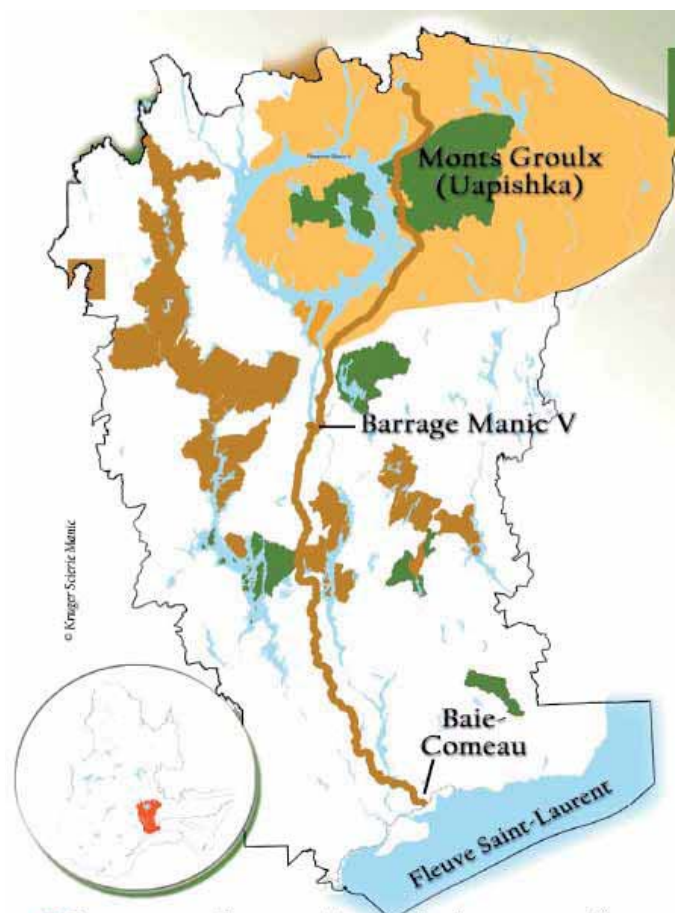 Monts Groulx
(Uapishka)
Barrage Manic V
© Kruger Scierie Manic
Baie-
Comeau
Fleuve Saint-Laurent